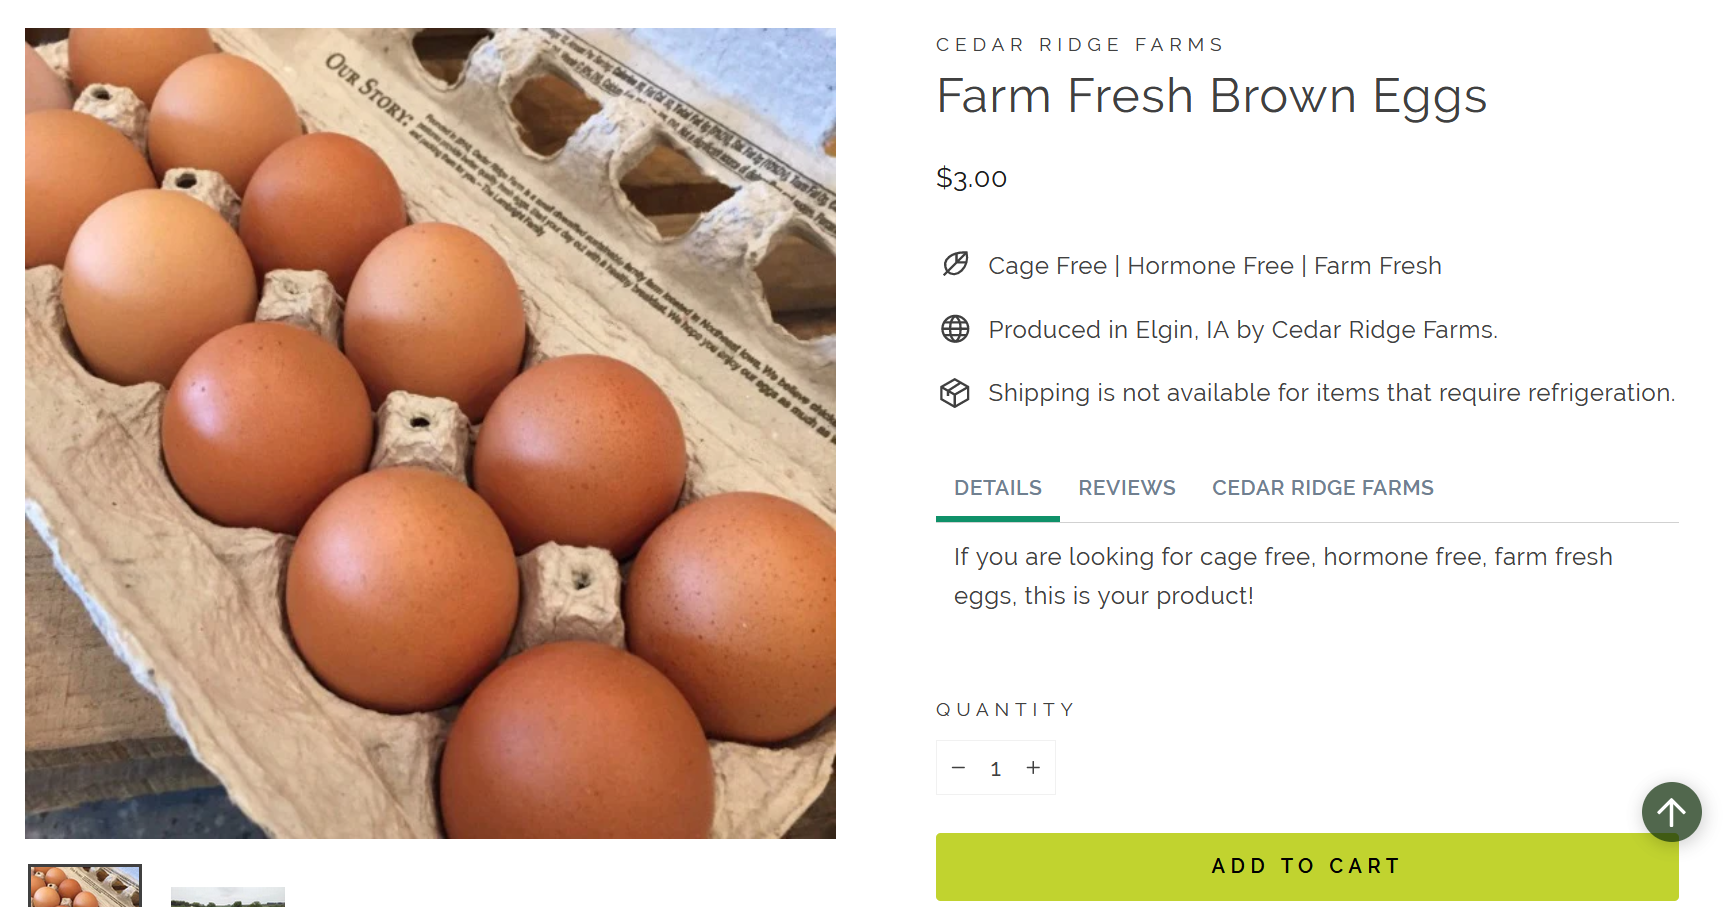 OUR STORY:
CEDAR RIDGE FARMS
Farm Fresh Brown Eggs
$3.00
Cage Free | Hormone Free | Farm Fresh
Produced in Elgin, IA by Cedar Ridge Farms.
Shipping is not available for items that require refrigeration.
DETAILS REVIEWS CEDAR RIDGE FARMS
If you are looking for cage free, hormone free, farm fresh
eggs, this is your product!
QUANTITY
− 1 +
ADD TO CART